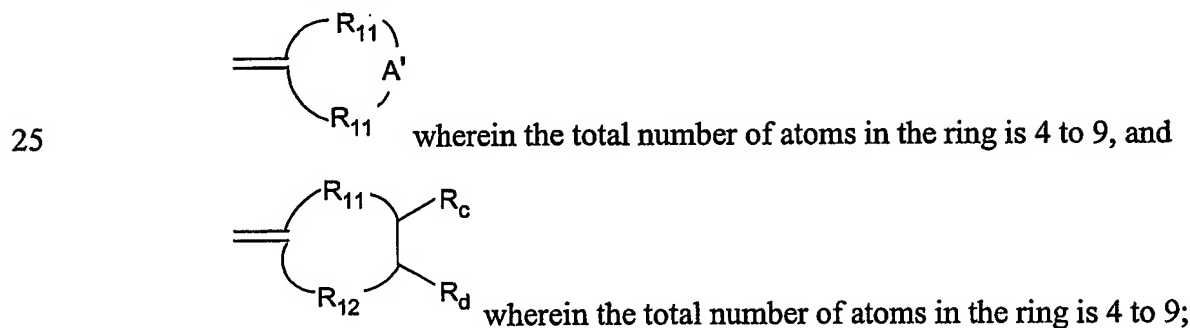 R11
A'
R11
25 wherein the total number of atoms in the ring is 4 to 9, and
R11 Rc
R12 Rd wherein the total number of atoms in the ring is 4 to 9;